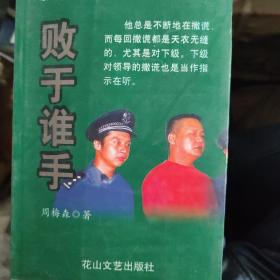 败于谁手
他总是不断地在撒谎，
而每回撒谎都是天衣无缝
的，尤其是对下级。下级
对领导的撒谎也是当作指
示在听。
周梅森◎著
花山文艺出版社